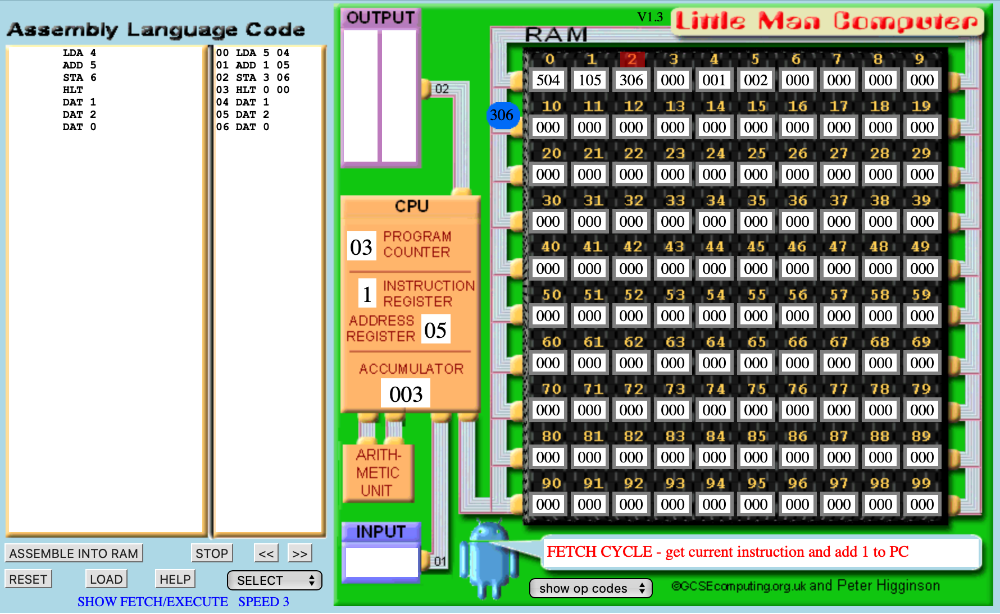 Assembly Language Code
LDA 4
ADD 5
STA 6
HLT
DAT 1
DAT 2
DAT 0
00 LDA 5 04
01 ADD 1 05
02 STA 3 06
03 HLT 0 00
04 DAT 1
05 DAT 2
06 DAT 0
ASSEMBLE INTO RAM STOP << >>
RESET LOAD HELP SELECT
SHOW FETCH/EXECUTE SPEED 3
OUTPUT
02
CPU
03 PROGRAM
COUNTER
1 INSTRUCTION
REGISTER
ADDRESS
REGISTER 05
ACCUMULATOR
003
ARITH-
METIC
UNIT
INPUT
01
V1.3 Little Man Computer
RAM
306
0 1 2 3 4 5 6 7 8 9
504 105 306 000 001 002 000 000 000 000
10 11 12 13 14 15 16 17 18 19
000 000 000 000 000 000 000 000 000 000
20 21 22 23 24 25 26 27 28 29
000 000 000 000 000 000 000 000 000 000
30 31 32 33 34 35 36 37 38 39
000 000 000 000 000 000 000 000 000 000
40 41 42 43 44 45 46 47 48 49
000 000 000 000 000 000 000 000 000 000
50 51 52 53 54 55 56 57 58 59
000 000 000 000 000 000 000 000 000 000
60 61 62 63 64 65 66 67 68 69
000 000 000 000 000 000 000 000 000 000
70 71 72 73 74 75 76 77 78 79
000 000 000 000 000 000 000 000 000 000
80 81 82 83 84 85 86 87 88 89
000 000 000 000 000 000 000 000 000 000
90 91 92 93 94 95 96 97 98 99
000 000 000 000 000 000 000 000 000 000
FETCH CYCLE - get current instruction and add 1 to PC
show op codes
©GCSEcomputing.org.uk and Peter Higginson